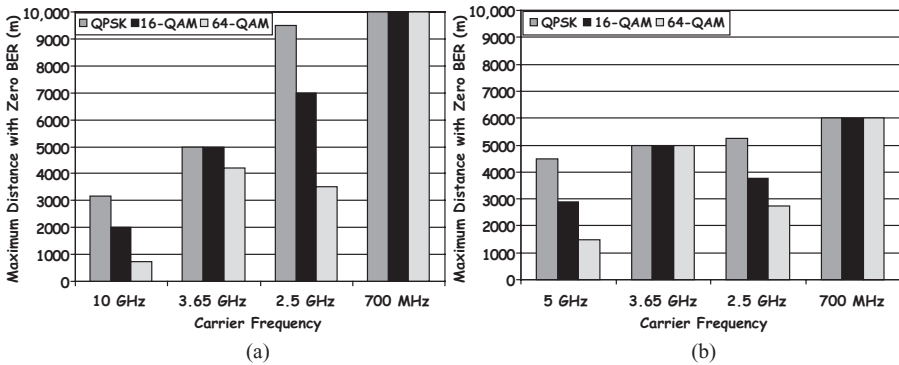 QPSK 16-QAM 64-QAM
Maximum Distance with Zero BER (m)
10,000
9000
8000
7000
6000
5000
4000
3000
2000
1000
0
10 GHz 3.65 GHz 2.5 GHz 700 MHz
Carrier Frequency
(a)
QPSK 16-QAM 64-QAM
Maximum Distance with Zero BER (m)
10,000
9000
8000
7000
6000
5000
4000
3000
2000
1000
0
5 GHz 3.65 GHz 2.5 GHz 700 MHz
Carrier Frequency
(b)